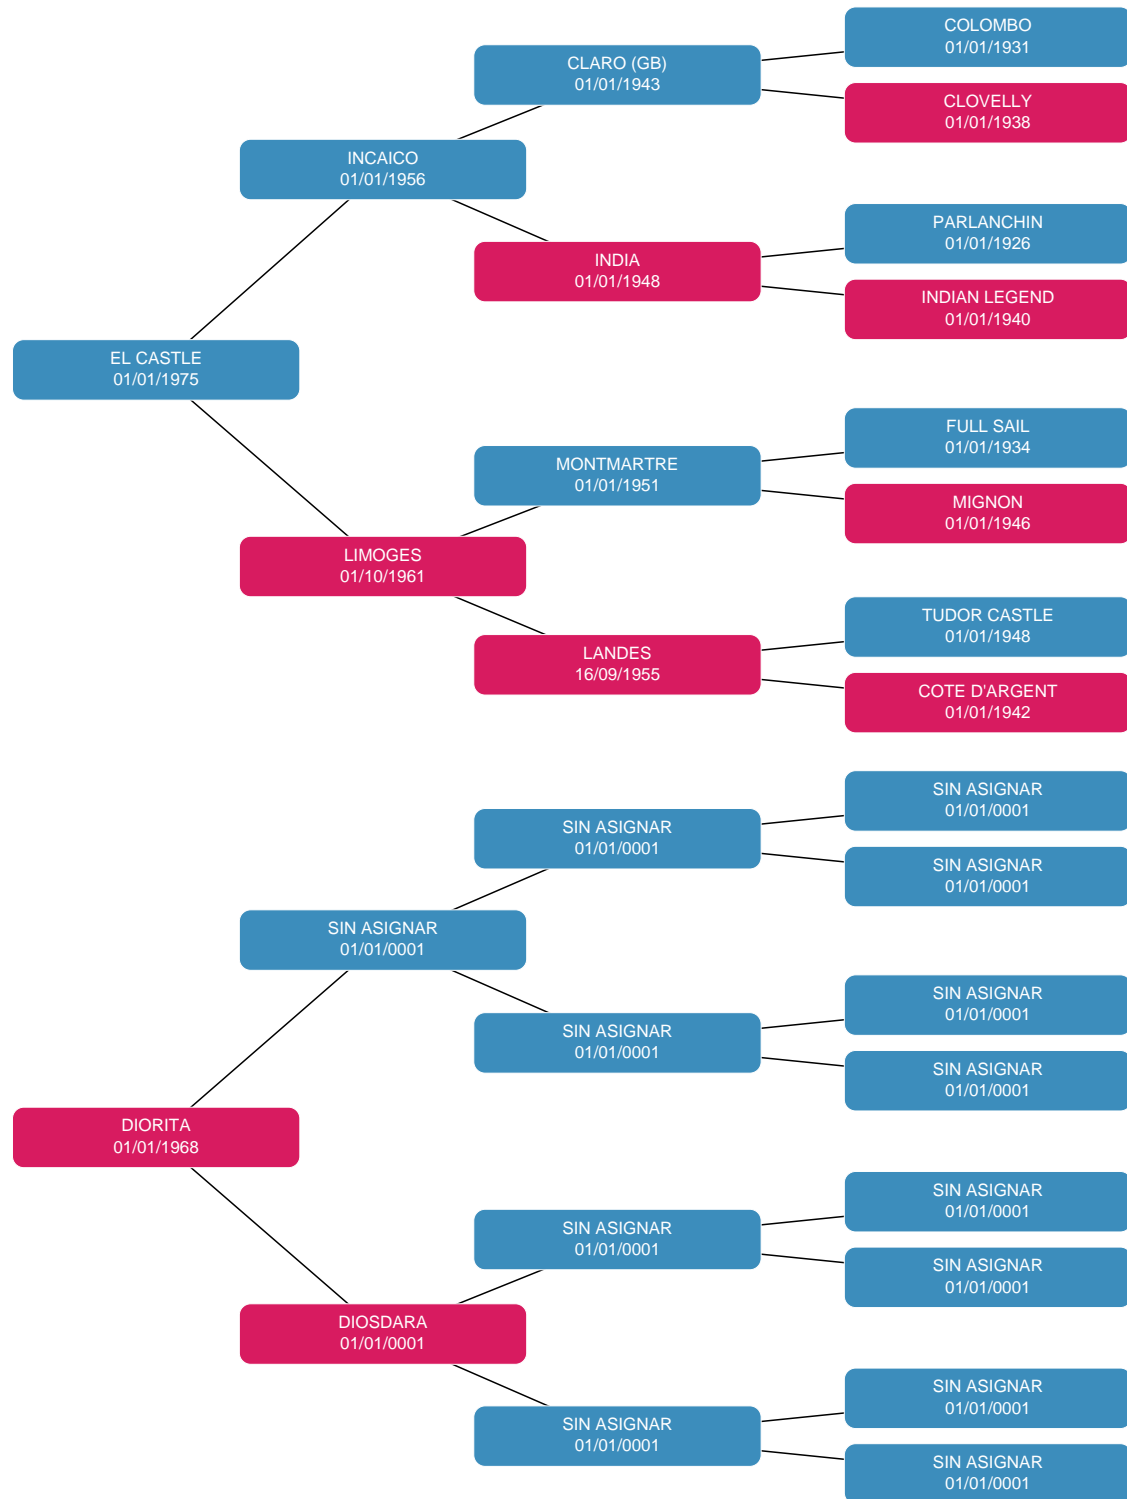 COLOMBO
01/01/1931
CLARO (GB)
01/01/1943
CLOVELLY
01/01/1938
INCAICO
01/01/1956
PARLANCHIN
01/01/1926
INDIA
01/01/1948
INDIAN LEGEND
01/01/1940
EL CASTLE
01/01/1975
FULL SAIL
01/01/1934
MONTMARTRE
01/01/1951
MIGNON
01/01/1946
LIMOGES
01/10/1961
TUDOR CASTLE
01/01/1948
LANDES
16/09/1955
COTE D'ARGENT
01/01/1942
SIN ASIGNAR
01/01/0001
SIN ASIGNAR
01/01/0001
SIN ASIGNAR
01/01/0001
SIN ASIGNAR
01/01/0001
SIN ASIGNAR
01/01/0001
SIN ASIGNAR
01/01/0001
SIN ASIGNAR
01/01/0001
DIORITA
01/01/1968
SIN ASIGNAR
01/01/0001
SIN ASIGNAR
01/01/0001
SIN ASIGNAR
01/01/0001
DIOSDARA
01/01/0001
SIN ASIGNAR
01/01/0001
SIN ASIGNAR
01/01/0001
SIN ASIGNAR
01/01/0001